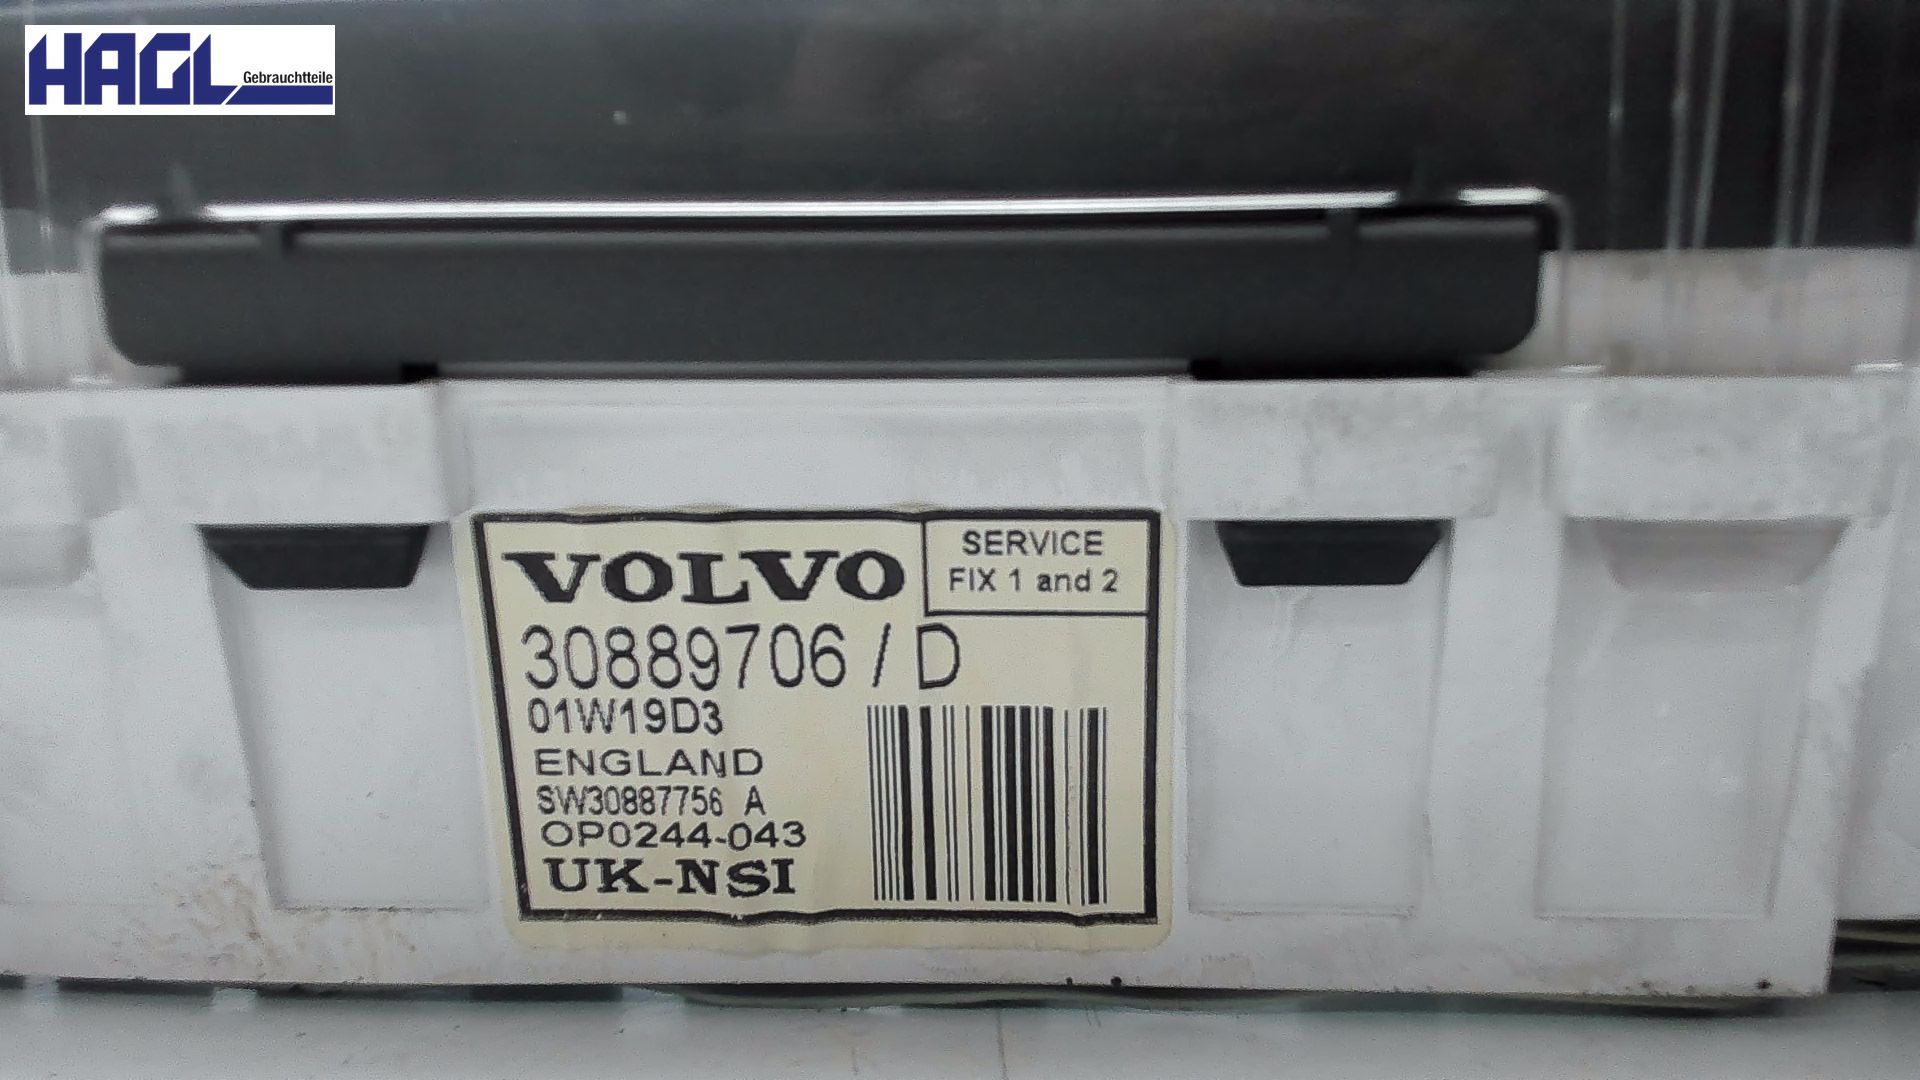 HAGL
Gebrauchtteile
VOLVO
SERVICE
FIX 1 and 2
30889706 / D
01W19D3
ENGLAND
SW30887756 A
OP0244-043
UK-NSI